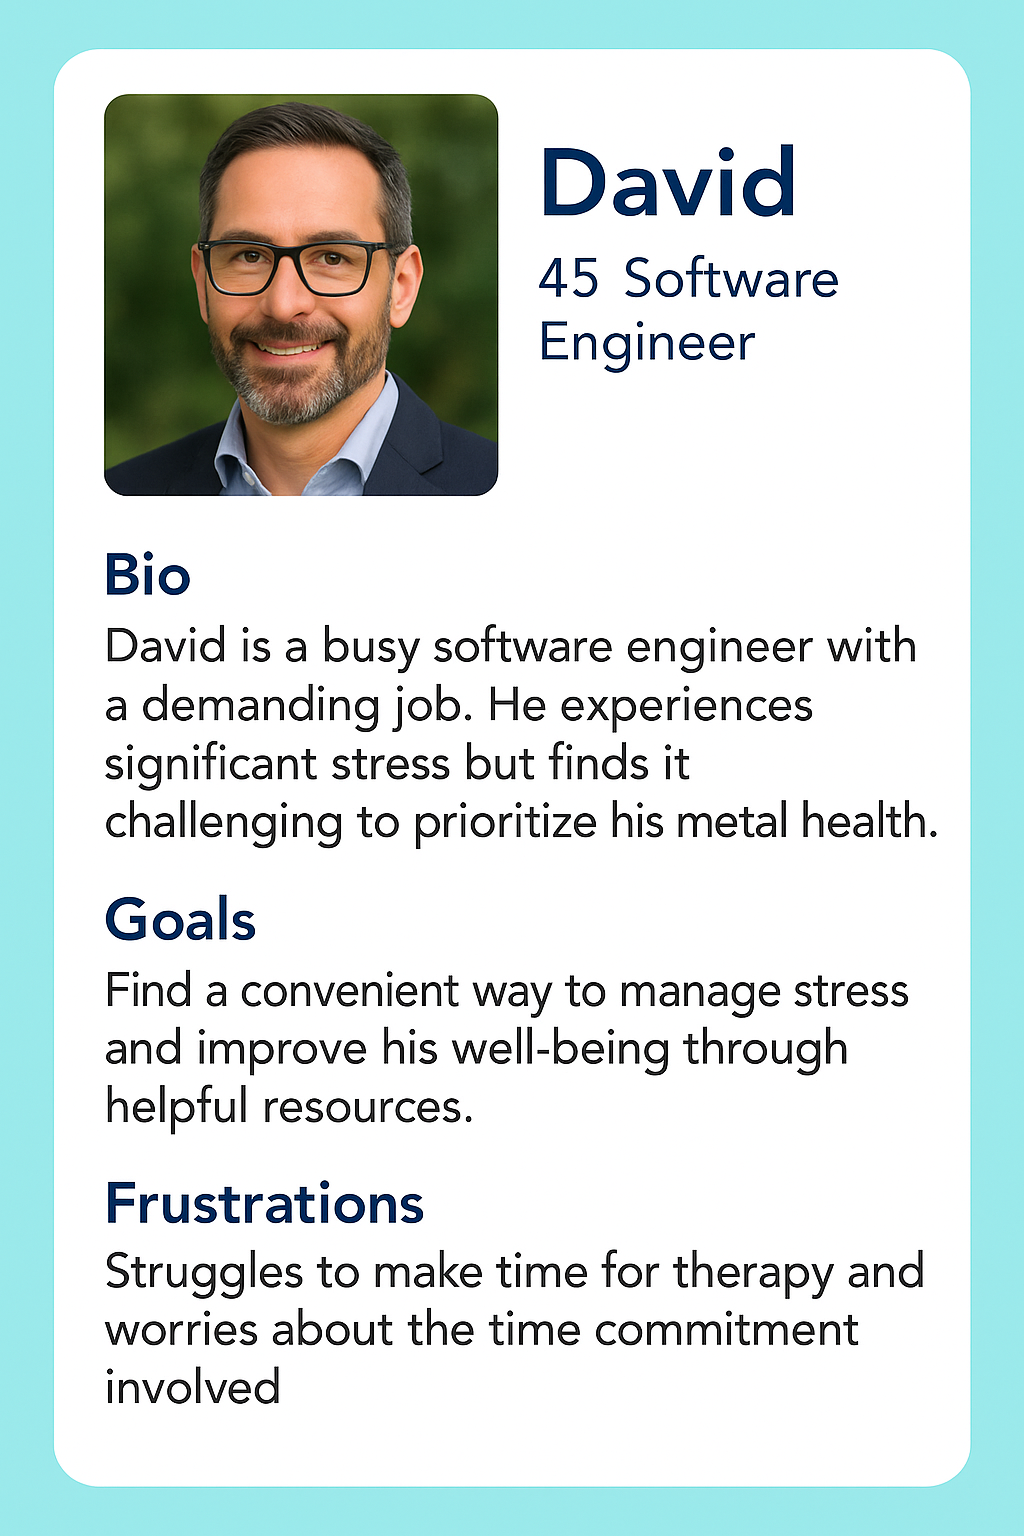 David
45 Software
Engineer
Bio
David is a busy software engineer with
a demanding job. He experiences
significant stress but finds it
challenging to prioritize his metal health.
Goals
Find a convenient way to manage stress
and improve his well-being through
helpful resources.
Frustrations
Struggles to make time for therapy and
worries about the time commitment
involved